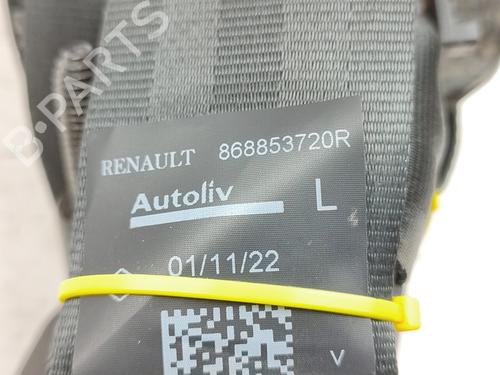 B-PARTS
RENAULT 868853720R
Autoliv L
01/11/22
V